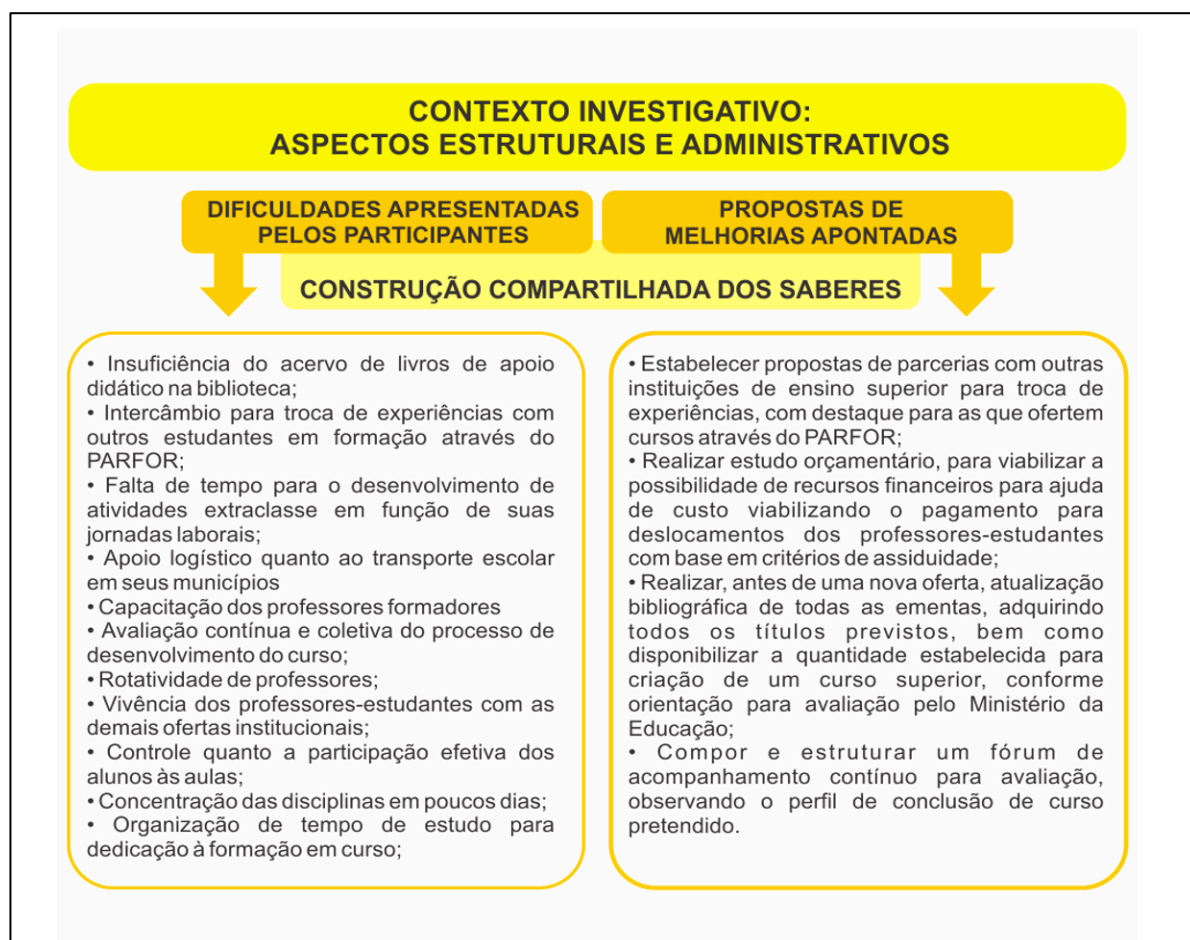 CONTEXTO INVESTIGATIVO:
ASPECTOS ESTRUTURAIS E ADMINISTRATIVOS
DIFICULDADES APRESENTADAS
PELOS PARTICIPANTES
PROPOSTAS DE
MELHORIAS APONTADAS
CONSTRUÇÃO COMPARTILHADA DOS SABERES
• Insuficiência do acervo de livros de apoio
didático na biblioteca;
• Intercâmbio para troca de experiências com
outros estudantes em formação através do
PARFOR;
• Falta de tempo para o desenvolvimento de
atividades extraclasse em função de suas
jornadas laborais;
• Apoio logístico quanto ao transporte escolar
em seus municípios
• Capacitação dos professores formadores
• Avaliação contínua e coletiva do processo de
desenvolvimento do curso;
• Rotatividade de professores;
• Vivência dos professores-estudantes com as
demais ofertas institucionais;
• Controle quanto a participação efetiva dos
alunos às aulas;
• Concentração das disciplinas em poucos dias;
• Organização de tempo de estudo para
dedicação à formação em curso;
• Estabelecer propostas de parcerias com outras
instituições de ensino superior para troca de
experiências, com destaque para as que ofertem
cursos através do PARFOR;
• Realizar estudo orçamentário, para viabilizar a
possibilidade de recursos financeiros para ajuda
de custo viabilizando o pagamento para
deslocamentos dos professores-estudantes
com base em critérios de assiduidade;
• Realizar, antes de uma nova oferta, atualização
bibliográfica de todas as ementas, adquirindo
todos os títulos previstos, bem como
disponibilizar a quantidade estabelecida para
criação de um curso superior, conforme
orientação para avaliação pelo Ministério da
Educação;
• Compor e estruturar um fórum de
acompanhamento contínuo para avaliação,
observando o perfil de conclusão de curso
pretendido.